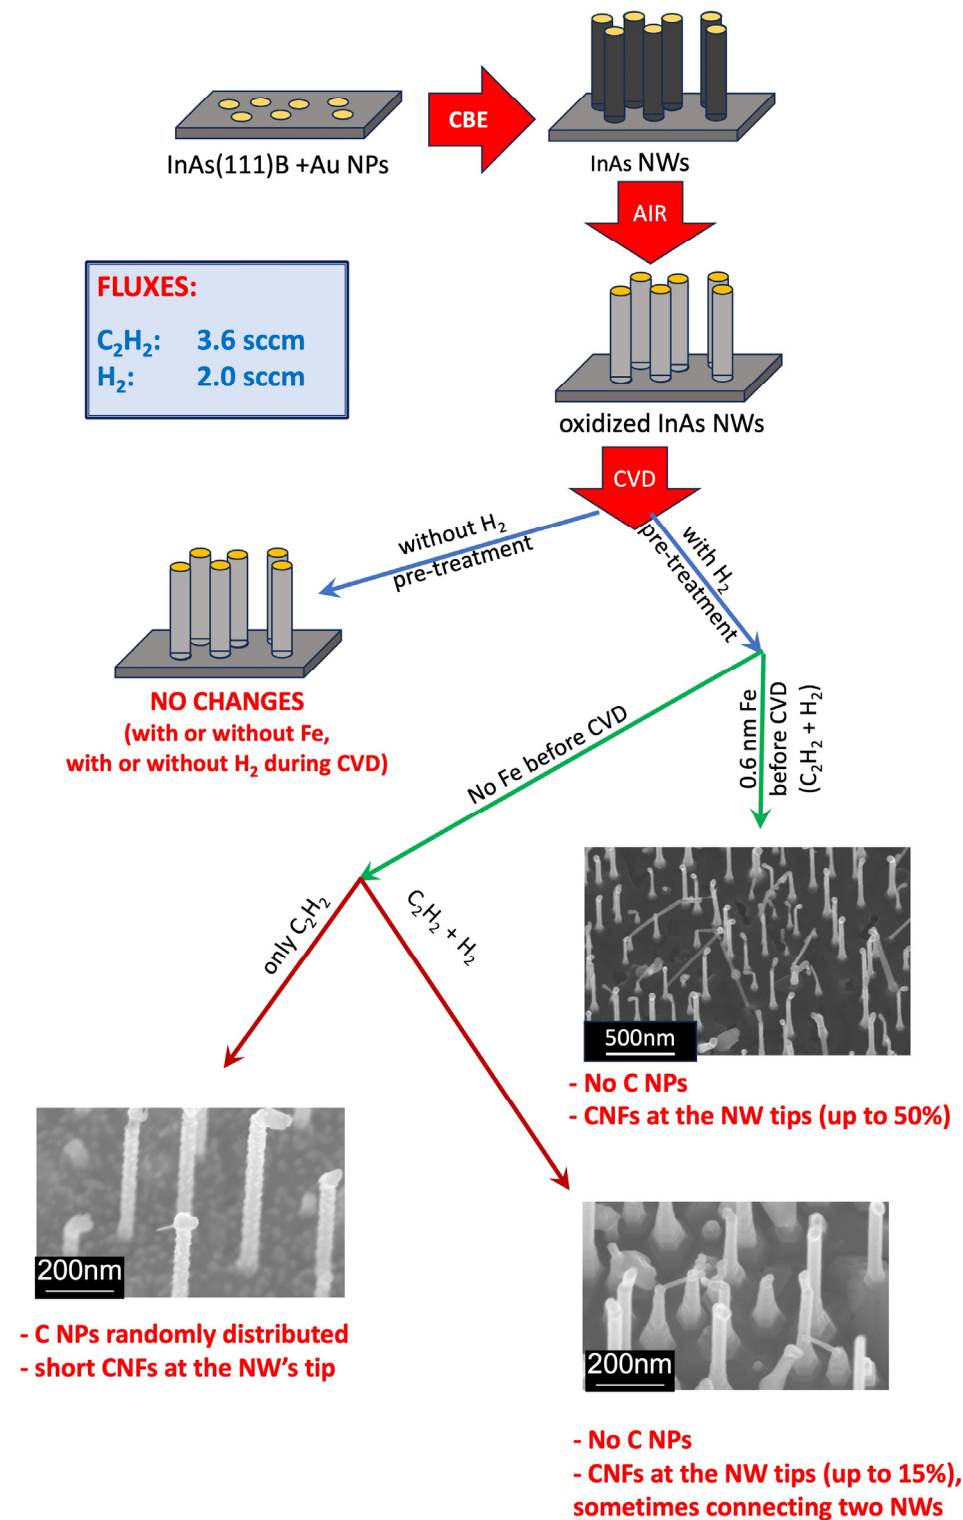 CBE
InAs(111)B +Au NPs
InAs NWs
AIR
FLUXES:
C₂H₂: 3.6 sccm
H₂: 2.0 sccm
oxidized InAs NWs
CVD
without H₂
pre-treatment
with H₂
pre-treatment
NO CHANGES
(with or without Fe,
with or without H₂ during CVD)
No Fe before CVD
0.6 nm Fe
before CVD
(C₂H₂ + H₂)
only C₂H₂
C₂H₂ + H₂
500nm
- No C NPs
- CNFs at the NW tips (up to 50%)
200nm
- C NPs randomly distributed
- short CNFs at the NW’s tip
200nm
- No C NPs
- CNFs at the NW tips (up to 15%),
sometimes connecting two NWs